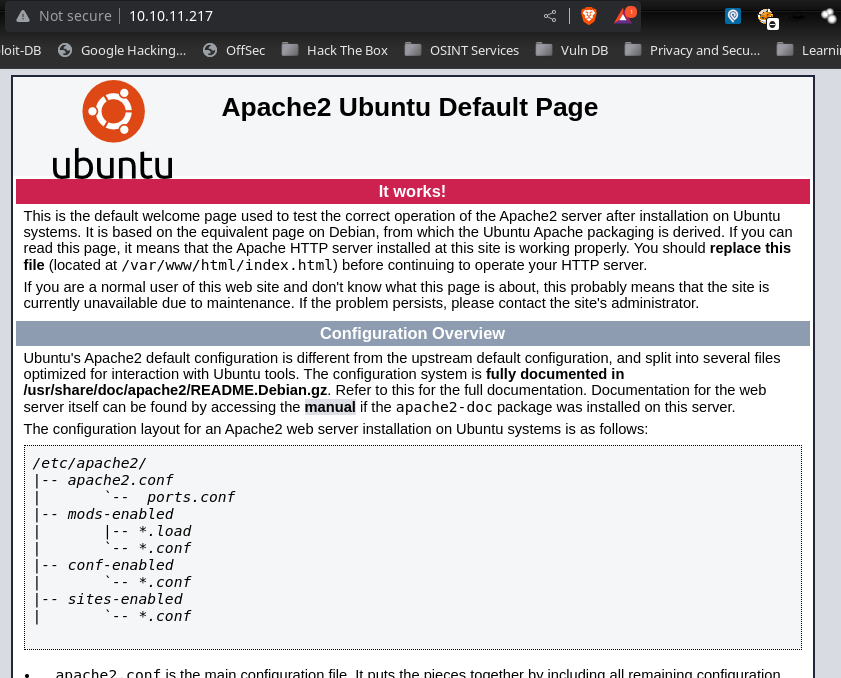 Not secure 10.10.11.217
loit-DB Google Hacking... OffSec Hack The Box OSINT Services Vuln DB Privacy and Secu... Learni
Apache2 Ubuntu Default Page
ubuntu
It works!
This is the default welcome page used to test the correct operation of the Apache2 server after installation on Ubuntu
systems. It is based on the equivalent page on Debian, from which the Ubuntu Apache packaging is derived. If you can
read this page, it means that the Apache HTTP server installed at this site is working properly. You should replace this
file (located at /var/www/html/index.html) before continuing to operate your HTTP server.
If you are a normal user of this web site and don't know what this page is about, this probably means that the site is
currently unavailable due to maintenance. If the problem persists, please contact the site's administrator.
Configuration Overview
Ubuntu's Apache2 default configuration is different from the upstream default configuration, and split into several files
optimized for interaction with Ubuntu tools. The configuration system is fully documented in
/usr/share/doc/apache2/README.Debian.gz. Refer to this for the full documentation. Documentation for the web
server itself can be found by accessing the manual if the apache2-doc package was installed on this server.
The configuration layout for an Apache2 web server installation on Ubuntu systems is as follows:
/etc/apache2/
|-- apache2.conf
|       `--  ports.conf
|-- mods-enabled
|       |-- *.load
|       `-- *.conf
|-- conf-enabled
|       `-- *.conf
|-- sites-enabled
|       `-- *.conf
• apache2.conf is the main configuration file. It puts the pieces together by including all remaining configuration